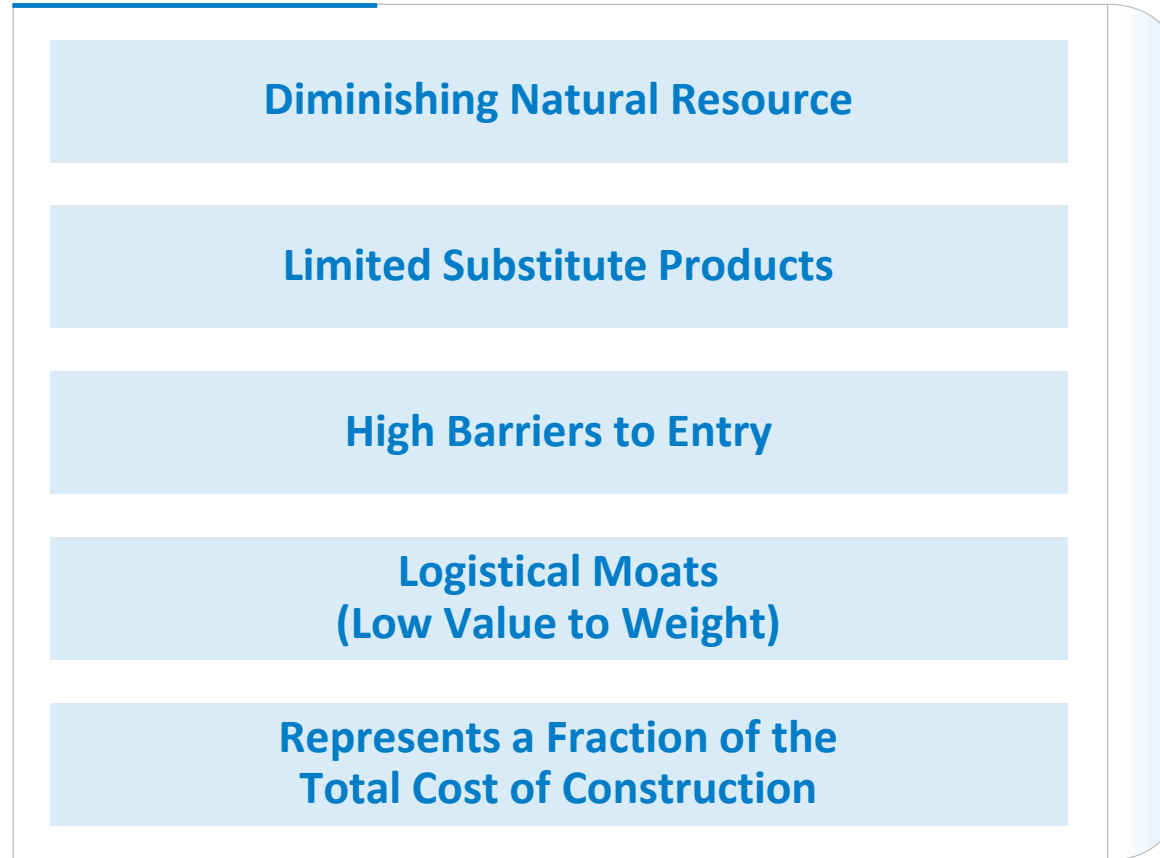 Diminishing Natural Resource
Limited Substitute Products
High Barriers to Entry
Logistical Moats
(Low Value to Weight)
Represents a Fraction of the
Total Cost of Construction